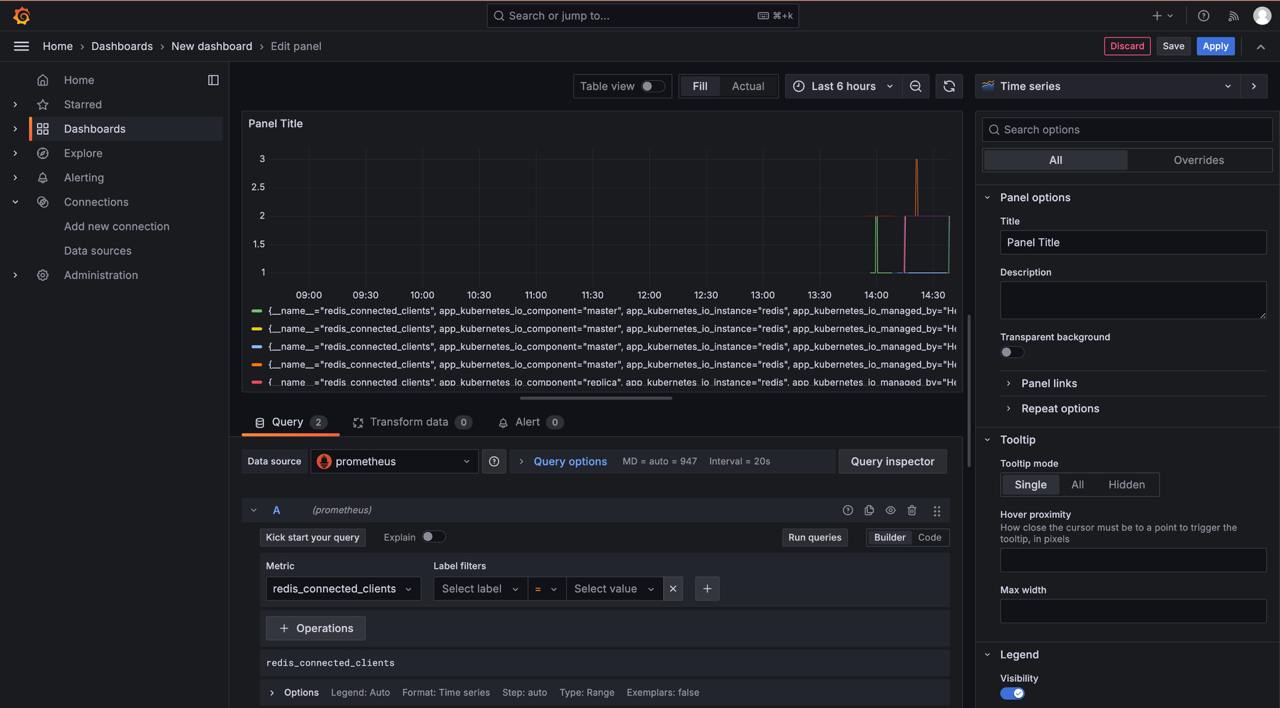 Search or jump to...
⌘+k
Home > Dashboards > New dashboard > Edit panel
Discard
Save
Apply
Home
Starred
Dashboards
Explore
Alerting
Connections
Add new connection
Data sources
Administration
Table view
Fill
Actual
Last 6 hours
Panel Title
3
2.5
2
1.5
1
09:00 09:30 10:00 10:30 11:00 11:30 12:00 12:30 13:00 13:30 14:00 14:30
{__name__="redis_connected_clients", app_kubernetes_io_component="master", app_kubernetes_io_instance="redis", app_kubernetes_io_managed_by="He
{__name__="redis_connected_clients", app_kubernetes_io_component="master", app_kubernetes_io_instance="redis", app_kubernetes_io_managed_by="He
{__name__="redis_connected_clients", app_kubernetes_io_component="master", app_kubernetes_io_instance="redis", app_kubernetes_io_managed_by="He
{__name__="redis_connected_clients", app_kubernetes_io_component="master", app_kubernetes_io_instance="redis", app_kubernetes_io_managed_by="He
{__name__="redis_connected_clients", app_kubernetes_io_component="replica", app_kubernetes_io_instance="redis", app_kubernetes_io_managed_by="He
Query 2
Transform data 0
Alert 0
Data source
prometheus
Query options
MD = auto = 947
Interval = 20s
Query inspector
A
(prometheus)
Kick start your query
Explain
Run queries
Builder
Code
Metric
Label filters
redis_connected_clients
Select label
=
Select value
+ Operations
redis_connected_clients
Options
Legend: Auto
Format: Time series
Step: auto
Type: Range
Exemplars: false
Time series
Search options
All
Overrides
Panel options
Title
Panel Title
Description
Transparent background
Panel links
Repeat options
Tooltip
Tooltip mode
Single
All
Hidden
Hover proximity
How close the cursor must be to a point to trigger the
tooltip, in pixels
Max width
Legend
Visibility